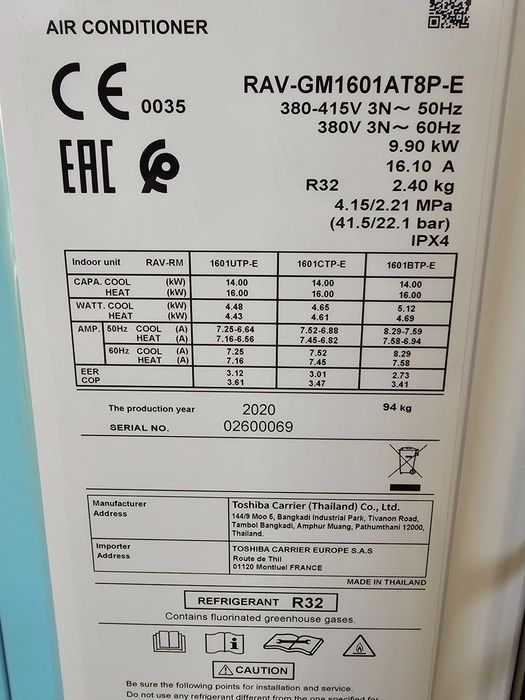 AIR CONDITIONER
CE 0035
RAV-GM1601AT8P-E
380-415V 3N～ 50Hz
380V 3N～ 60Hz
9.90 kW
16.10 A
EAC
R32 2.40 kg
4.15/2.21 MPa
(41.5/22.1 bar)
IPX4
Indoor unit RAV-RM 1601UTP-E 1601CTP-E 1601BTP-E
CAPA. COOL (kW) 14.00 14.00 14.00
HEAT (kW) 16.00 16.00 16.00
WATT. COOL (kW) 4.48 4.65 5.12
HEAT (kW) 4.43 4.61 4.69
AMP. 50Hz COOL (A) 7.25-6.64 7.52-6.88 8.29-7.59
HEAT (A) 7.16-6.56 7.45-6.82 7.58-6.94
60Hz COOL (A) 7.25 7.52 8.29
HEAT (A) 7.16 7.45 7.58
EER 3.12 3.01 2.73
COP 3.61 3.47 3.41
The production year 2020 94 kg
SERIAL NO. 02600069
Manufacturer Toshiba Carrier (Thailand) Co., Ltd.
Address 144/9 Moo 5, Bangkadi Industrial Park, Tivanon Road,
Tambol Bangkadi, Amphur Muang, Pathumthani 12000,
Thailand.
Importer TOSHIBA CARRIER EUROPE S.A.S
Address Route de Thil
01120 Montluel FRANCE
MADE IN THAILAND
REFRIGERANT R32
Contains fluorinated greenhouse gases.
CAUTION
Be sure the following points for installation and service.
Do not use any refrigerant different from the one specified for